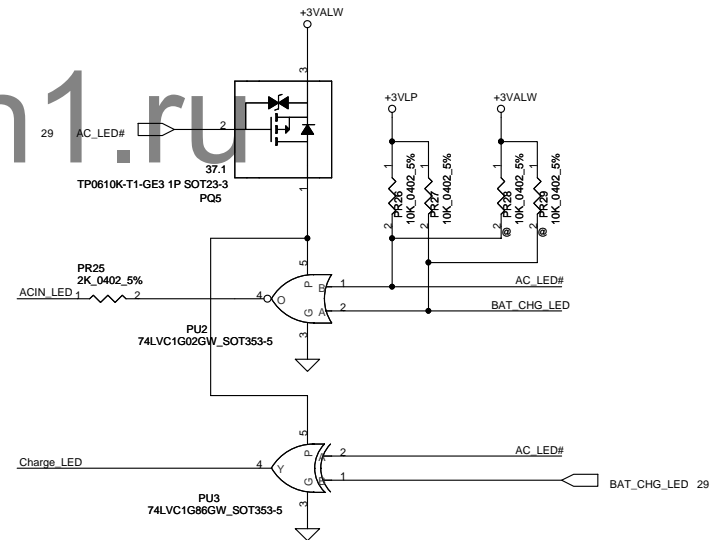 +3VALW
n1.ru
3
29 AC_LED#
2
37.1
TP0610K-T1-GE3 1P SOT23-3
PQ5
1
+3VLP
+3VALW
1
PR26
10K_0402_5%
2
1
PR27
10K_0402_5%
2
1
PR28
10K_0402_5%
2
@
1
PR29
10K_0402_5%
2
@
PR25
2K_0402_5%
ACIN_LED 1 2
4 O
5
P
B 1 AC_LED#
G A 2 BAT_CHG_LED
3
PU2
74LVC1G02GW_SOT353-5
5
P
A 2 AC_LED#
Charge_LED 4 Y
G B 1 BAT_CHG_LED 29
3
PU3
74LVC1G86GW_SOT353-5